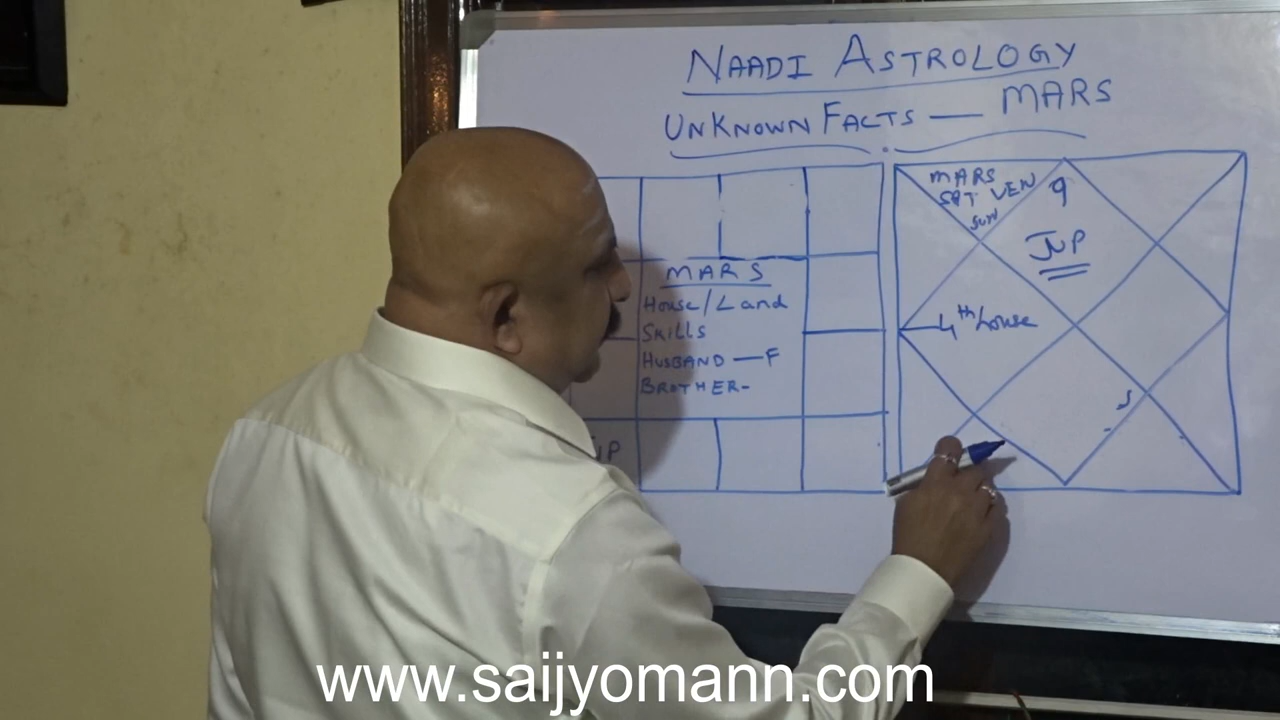 NAADI ASTROLOGY
UNKNOWN FACTS — MARS
MARS
House/Land
SKILLS
HUSBAND — F
BROTHER-
MARS
SAT VEN
SUN
9
JUP
4th house
www.saijyomann.com